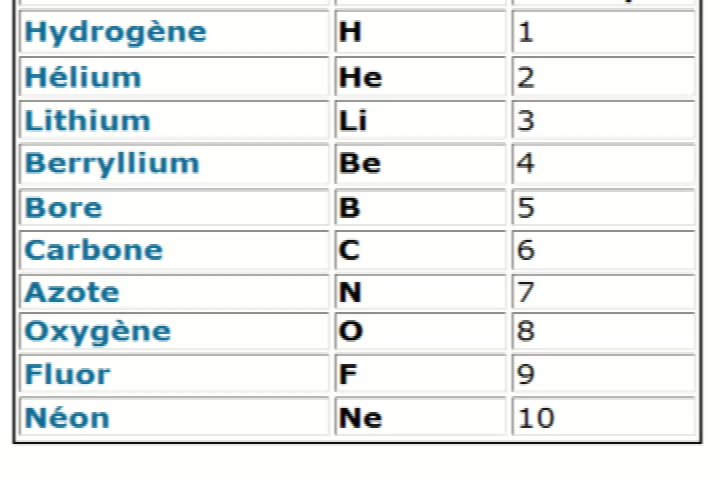 Hydrogène H 1
Hélium He 2
Lithium Li 3
Berryllium Be 4
Bore B 5
Carbone C 6
Azote N 7
Oxygène O 8
Fluor F 9
Néon Ne 10